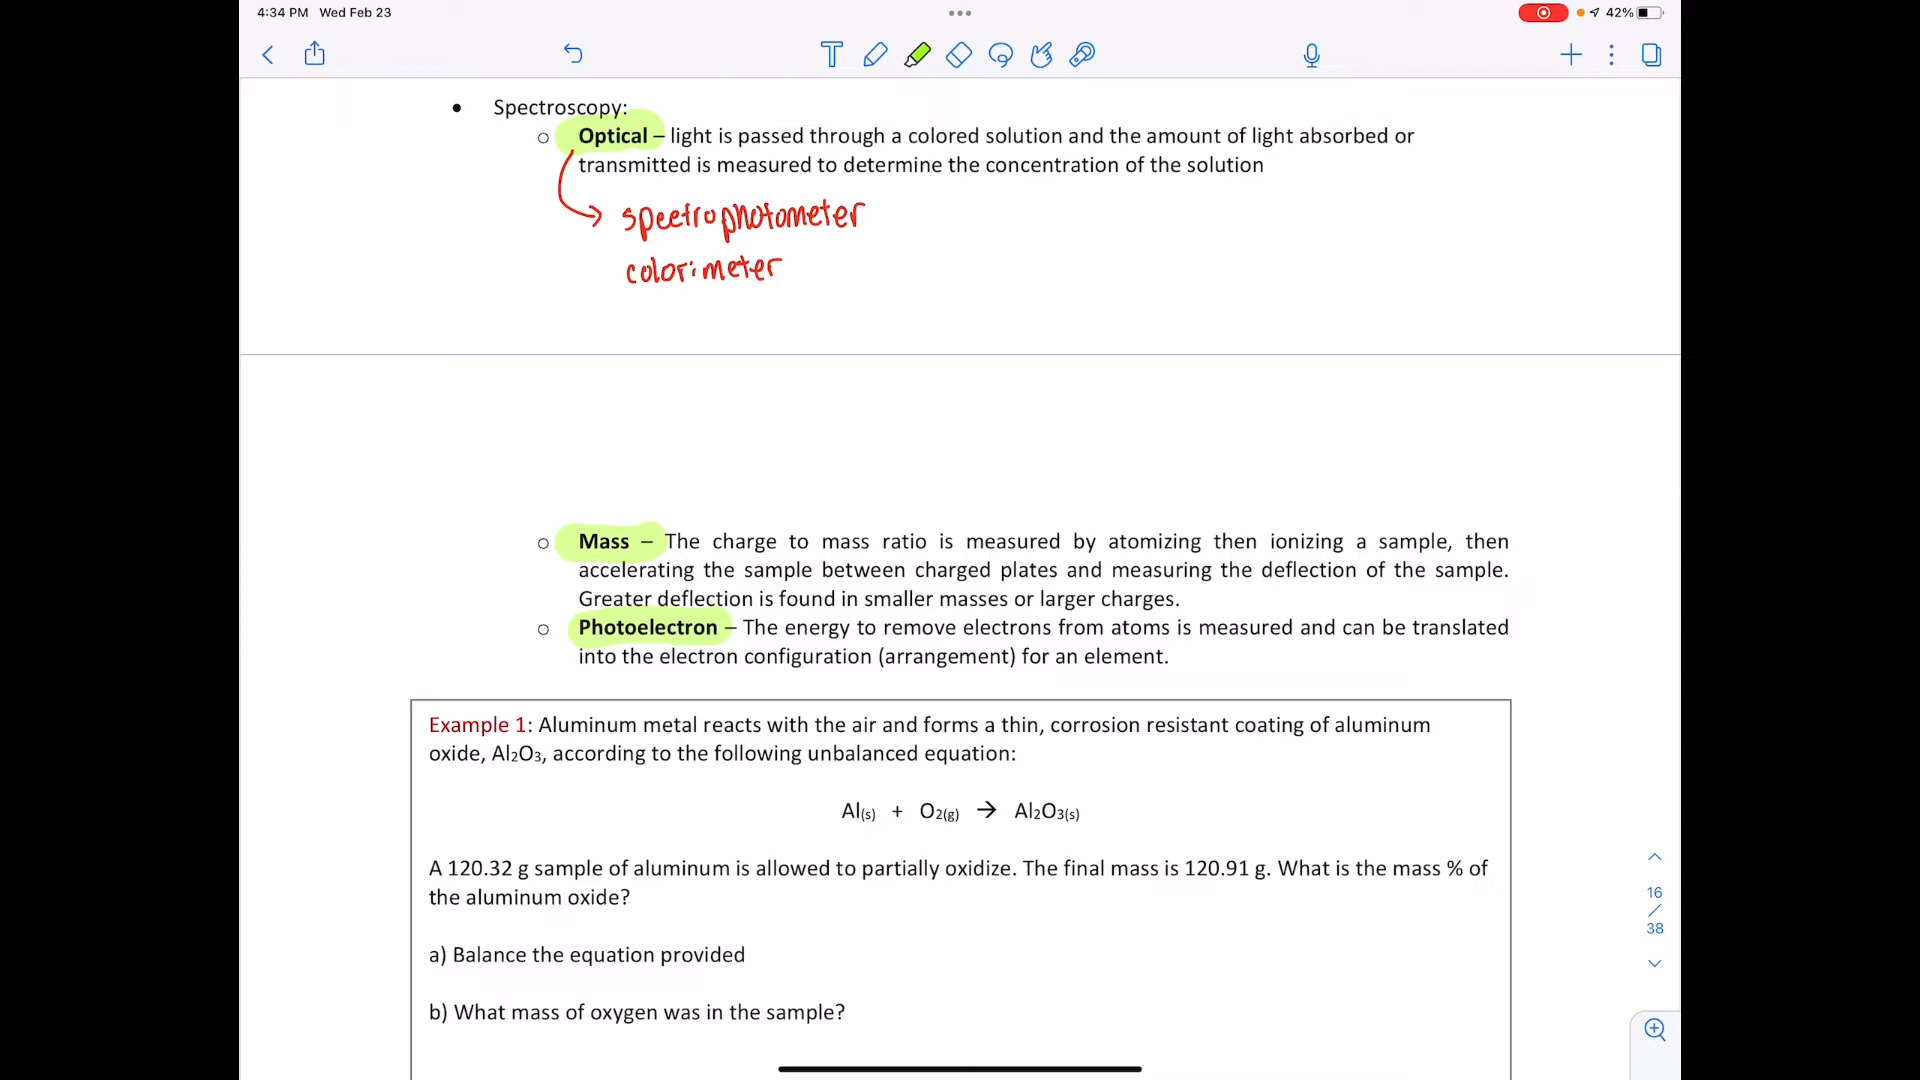 4:34 PM Wed Feb 23
42%
• Spectroscopy:
o Optical – light is passed through a colored solution and the amount of light absorbed or
transmitted is measured to determine the concentration of the solution
spectrophotometer
colorimeter
o Mass – The charge to mass ratio is measured by atomizing then ionizing a sample, then
accelerating the sample between charged plates and measuring the deflection of the sample.
Greater deflection is found in smaller masses or larger charges.
o Photoelectron – The energy to remove electrons from atoms is measured and can be translated
into the electron configuration (arrangement) for an element.
Example 1: Aluminum metal reacts with the air and forms a thin, corrosion resistant coating of aluminum
oxide, Al₂O₃, according to the following unbalanced equation:
Al(s) + O₂(g) → Al₂O₃(s)
A 120.32 g sample of aluminum is allowed to partially oxidize. The final mass is 120.91 g. What is the mass % of
the aluminum oxide?
16
/
38
a) Balance the equation provided
b) What mass of oxygen was in the sample?